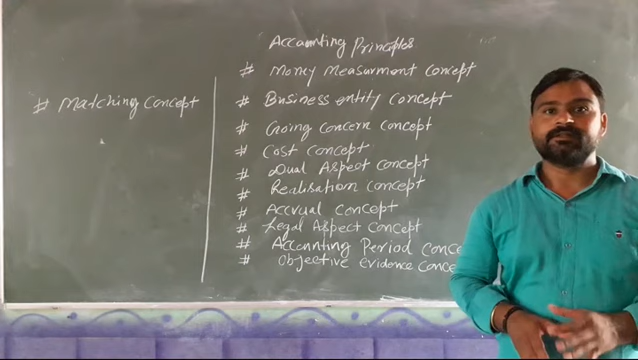 # Matching Concept
Accounting Principles
# Money Measurment Concept
# Business entity Concept
# Going Concern Concept
# Cost Concept
# Dual Aspect Concept
# Realisation Concept
# Accrual Concept
# Legal Aspect Concept
# Accounting Period Conce
# Objective Evidence Conce